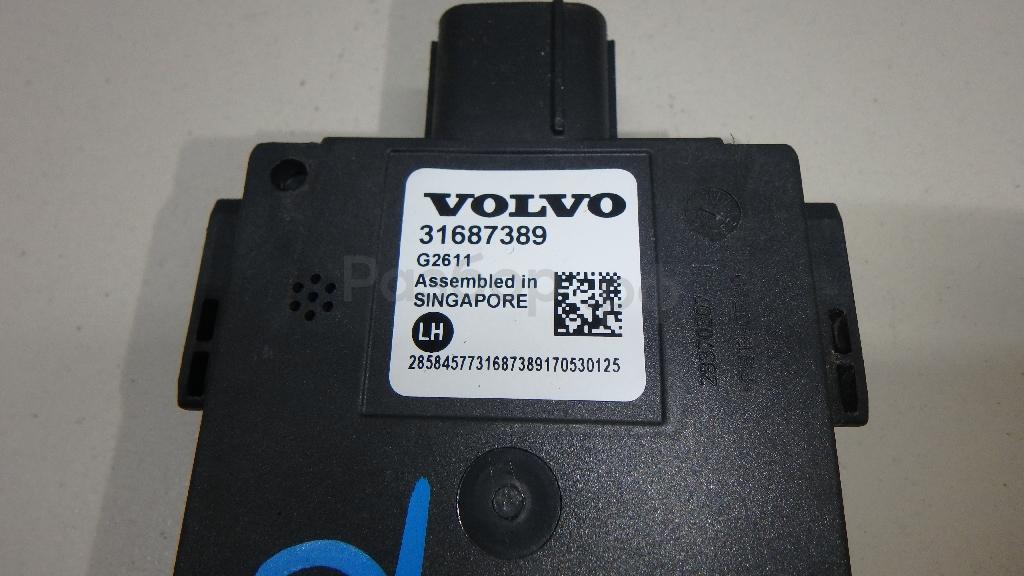 VOLVO
31687389
G2611
Assembled in
SINGAPORE
LH
2858457731687389170530125